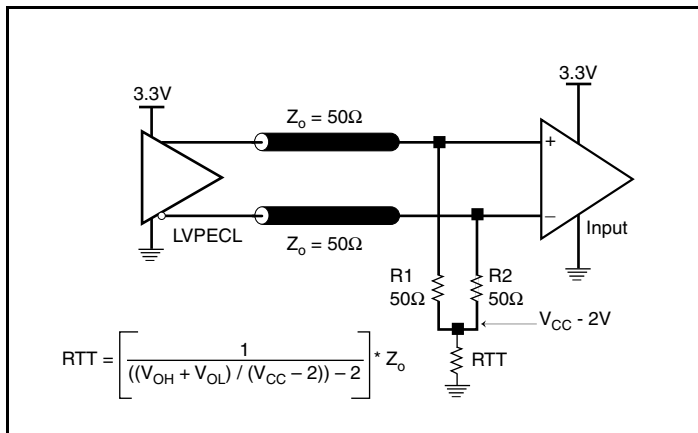 3.3V
3.3V
Zo = 50Ω
+
LVPECL
–
Input
Zo = 50Ω
R1
50Ω
R2
50Ω
VCC - 2V
RTT
RTT = [1 / (((VOH + VOL) / (VCC – 2)) – 2)] * Zo